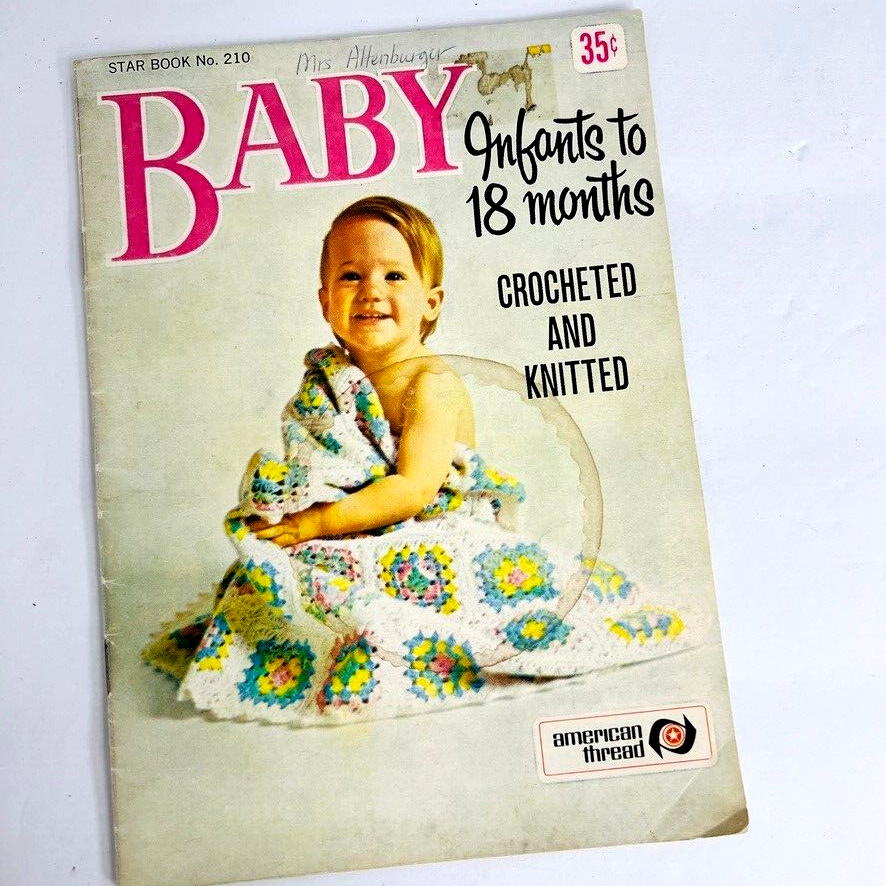 STAR BOOK No. 210
Mrs Altenburger
35¢
BABY
Infants to
18 months
CROCHETED
AND
KNITTED
american
thread